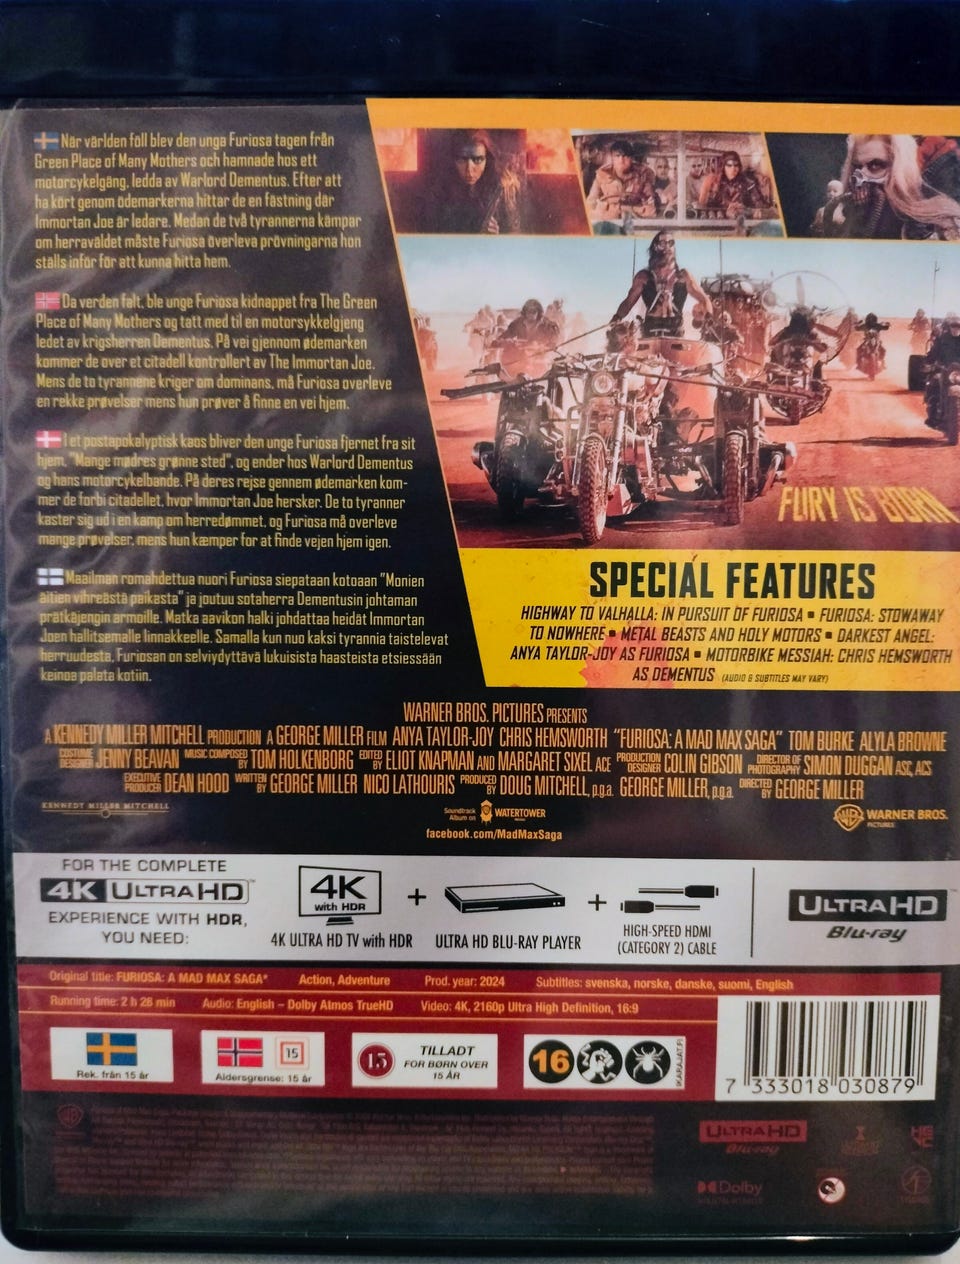 När världen föll blev den unga Furiosa tagen från
Green Place of Many Mothers och hamnade hos ett
motorcykelgäng, ledda av Warlord Dementus. Efter att
ha kört genom ödemarkerna hittar de en fästning där
Immortan Joe är ledare. Medan de två tyrannerna kämpar
om herraväldet måste Furiosa överleva prövningarna hon
ställs inför för att kunna hitta hem.
Da verden falt, ble unge Furiosa kidnappet fra The Green
Place of Many Mothers og tatt med til en motorsykkelgjeng
ledet av krigsherren Dementus. På vei gjennom ødemarken
kommer de over et citadell kontrollert av The Immortan Joe.
Mens de to tyrannene kriger om dominans, må Furiosa overleve
en rekke prøvelser mens hun prøver å finne en vei hjem.
I et postapokalyptisk kaos bliver den unge Furiosa fjernet fra sit
hjem, "Mange mødres grønne sted", og ender hos Warlord Dementus
og hans motorcykelbande. På deres rejse gennem ødemarken kom-
mer de forbi citadellet, hvor Immortan Joe hersker. De to tyranner
kaster sig ud i en kamp om herredømmet, og Furiosa må overleve
mange prøvelser, mens hun kæmper for at finde vejen hjem igen.
Maailman romahdettua nuori Furiosa siepataan kotoaan "Monien
äitien vihreästä paikasta" ja joutuu sotaherra Dementusin johtaman
prätkäjengin armoille. Matka aavikon halki johdattaa heidät Immortan
Joen hallitsemalle linnakkeelle. Samalla kun nuo kaksi tyrannia taistelevat
herruudesta, Furiosan on selviydyttävä lukuisista haasteista etsiessään
keinoa palata kotiin.
FURY IS BORN
SPECIAL FEATURES
HIGHWAY TO VALHALLA: IN PURSUIT OF FURIOSA ▪ FURIOSA: STOWAWAY
TO NOWHERE ▪ METAL BEASTS AND HOLY MOTORS ▪ DARKEST ANGEL:
ANYA TAYLOR-JOY AS FURIOSA ▪ MOTORBIKE MESSIAH: CHRIS HEMSWORTH
AS DEMENTUS (AUDIO & SUBTITLES MAY VARY)
WARNER BROS. PICTURES PRESENTS
A KENNEDY MILLER MITCHELL PRODUCTION A GEORGE MILLER FILM ANYA TAYLOR-JOY CHRIS HEMSWORTH "FURIOSA: A MAD MAX SAGA" TOM BURKE ALYLA BROWNE
COSTUME DESIGNER JENNY BEAVAN MUSIC COMPOSED BY TOM HOLKENBORG EDITED BY ELIOT KNAPMAN AND MARGARET SIXEL ACE PRODUCTION DESIGNER COLIN GIBSON DIRECTOR OF PHOTOGRAPHY SIMON DUGGAN ASC, ACS
EXECUTIVE PRODUCER DEAN HOOD WRITTEN BY GEORGE MILLER NICO LATHOURIS PRODUCED BY DOUG MITCHELL, p.g.a. GEORGE MILLER, p.g.a. DIRECTED BY GEORGE MILLER
KENNEDY MILLER MITCHELL
Soundtrack Album on WATERTOWER
facebook.com/MadMaxSaga
WARNER BROS.
PICTURES
FOR THE COMPLETE
4K ULTRA HD™
EXPERIENCE WITH HDR,
YOU NEED:
4K
with HDR
4K ULTRA HD TV with HDR
+
ULTRA HD BLU-RAY PLAYER
+
HIGH-SPEED HDMI
(CATEGORY 2) CABLE
ULTRA HD™
Blu-ray
Original title: FURIOSA: A MAD MAX SAGA* Action, Adventure Prod. year: 2024 Subtitles: svenska, norske, danske, suomi, English
Running time: 2 h 28 min Audio: English – Dolby Atmos TrueHD Video: 4K, 2160p Ultra High Definition, 16:9
Rek. från 15 år
15
Aldersgrense: 15 år
15
TILLADT
FOR BØRN OVER
15 ÅR
16
IKARAJAT.FI
7 333018 030879
ULTRA HD
Blu-ray
Dolby